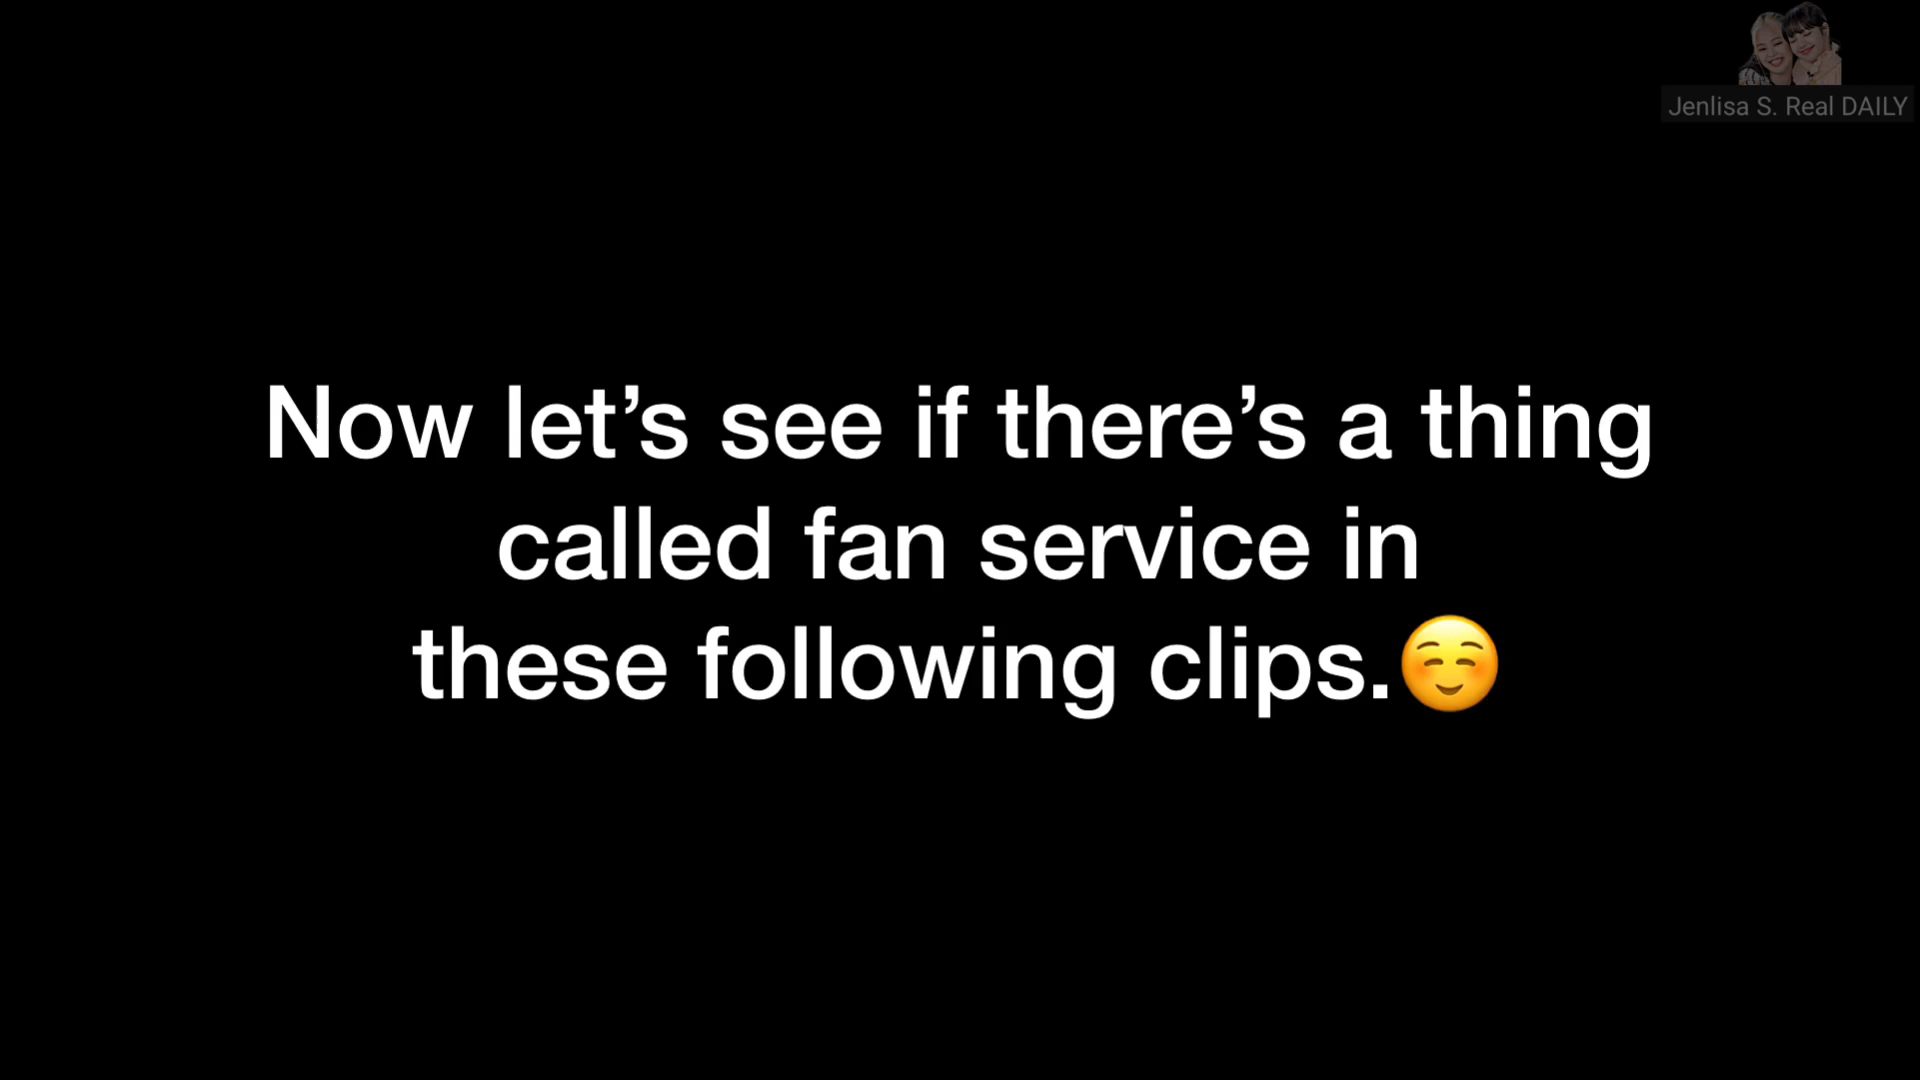 Jenlisa S. Real DAILY
Now let’s see if there’s a thing
called fan service in
these following clips.☺️